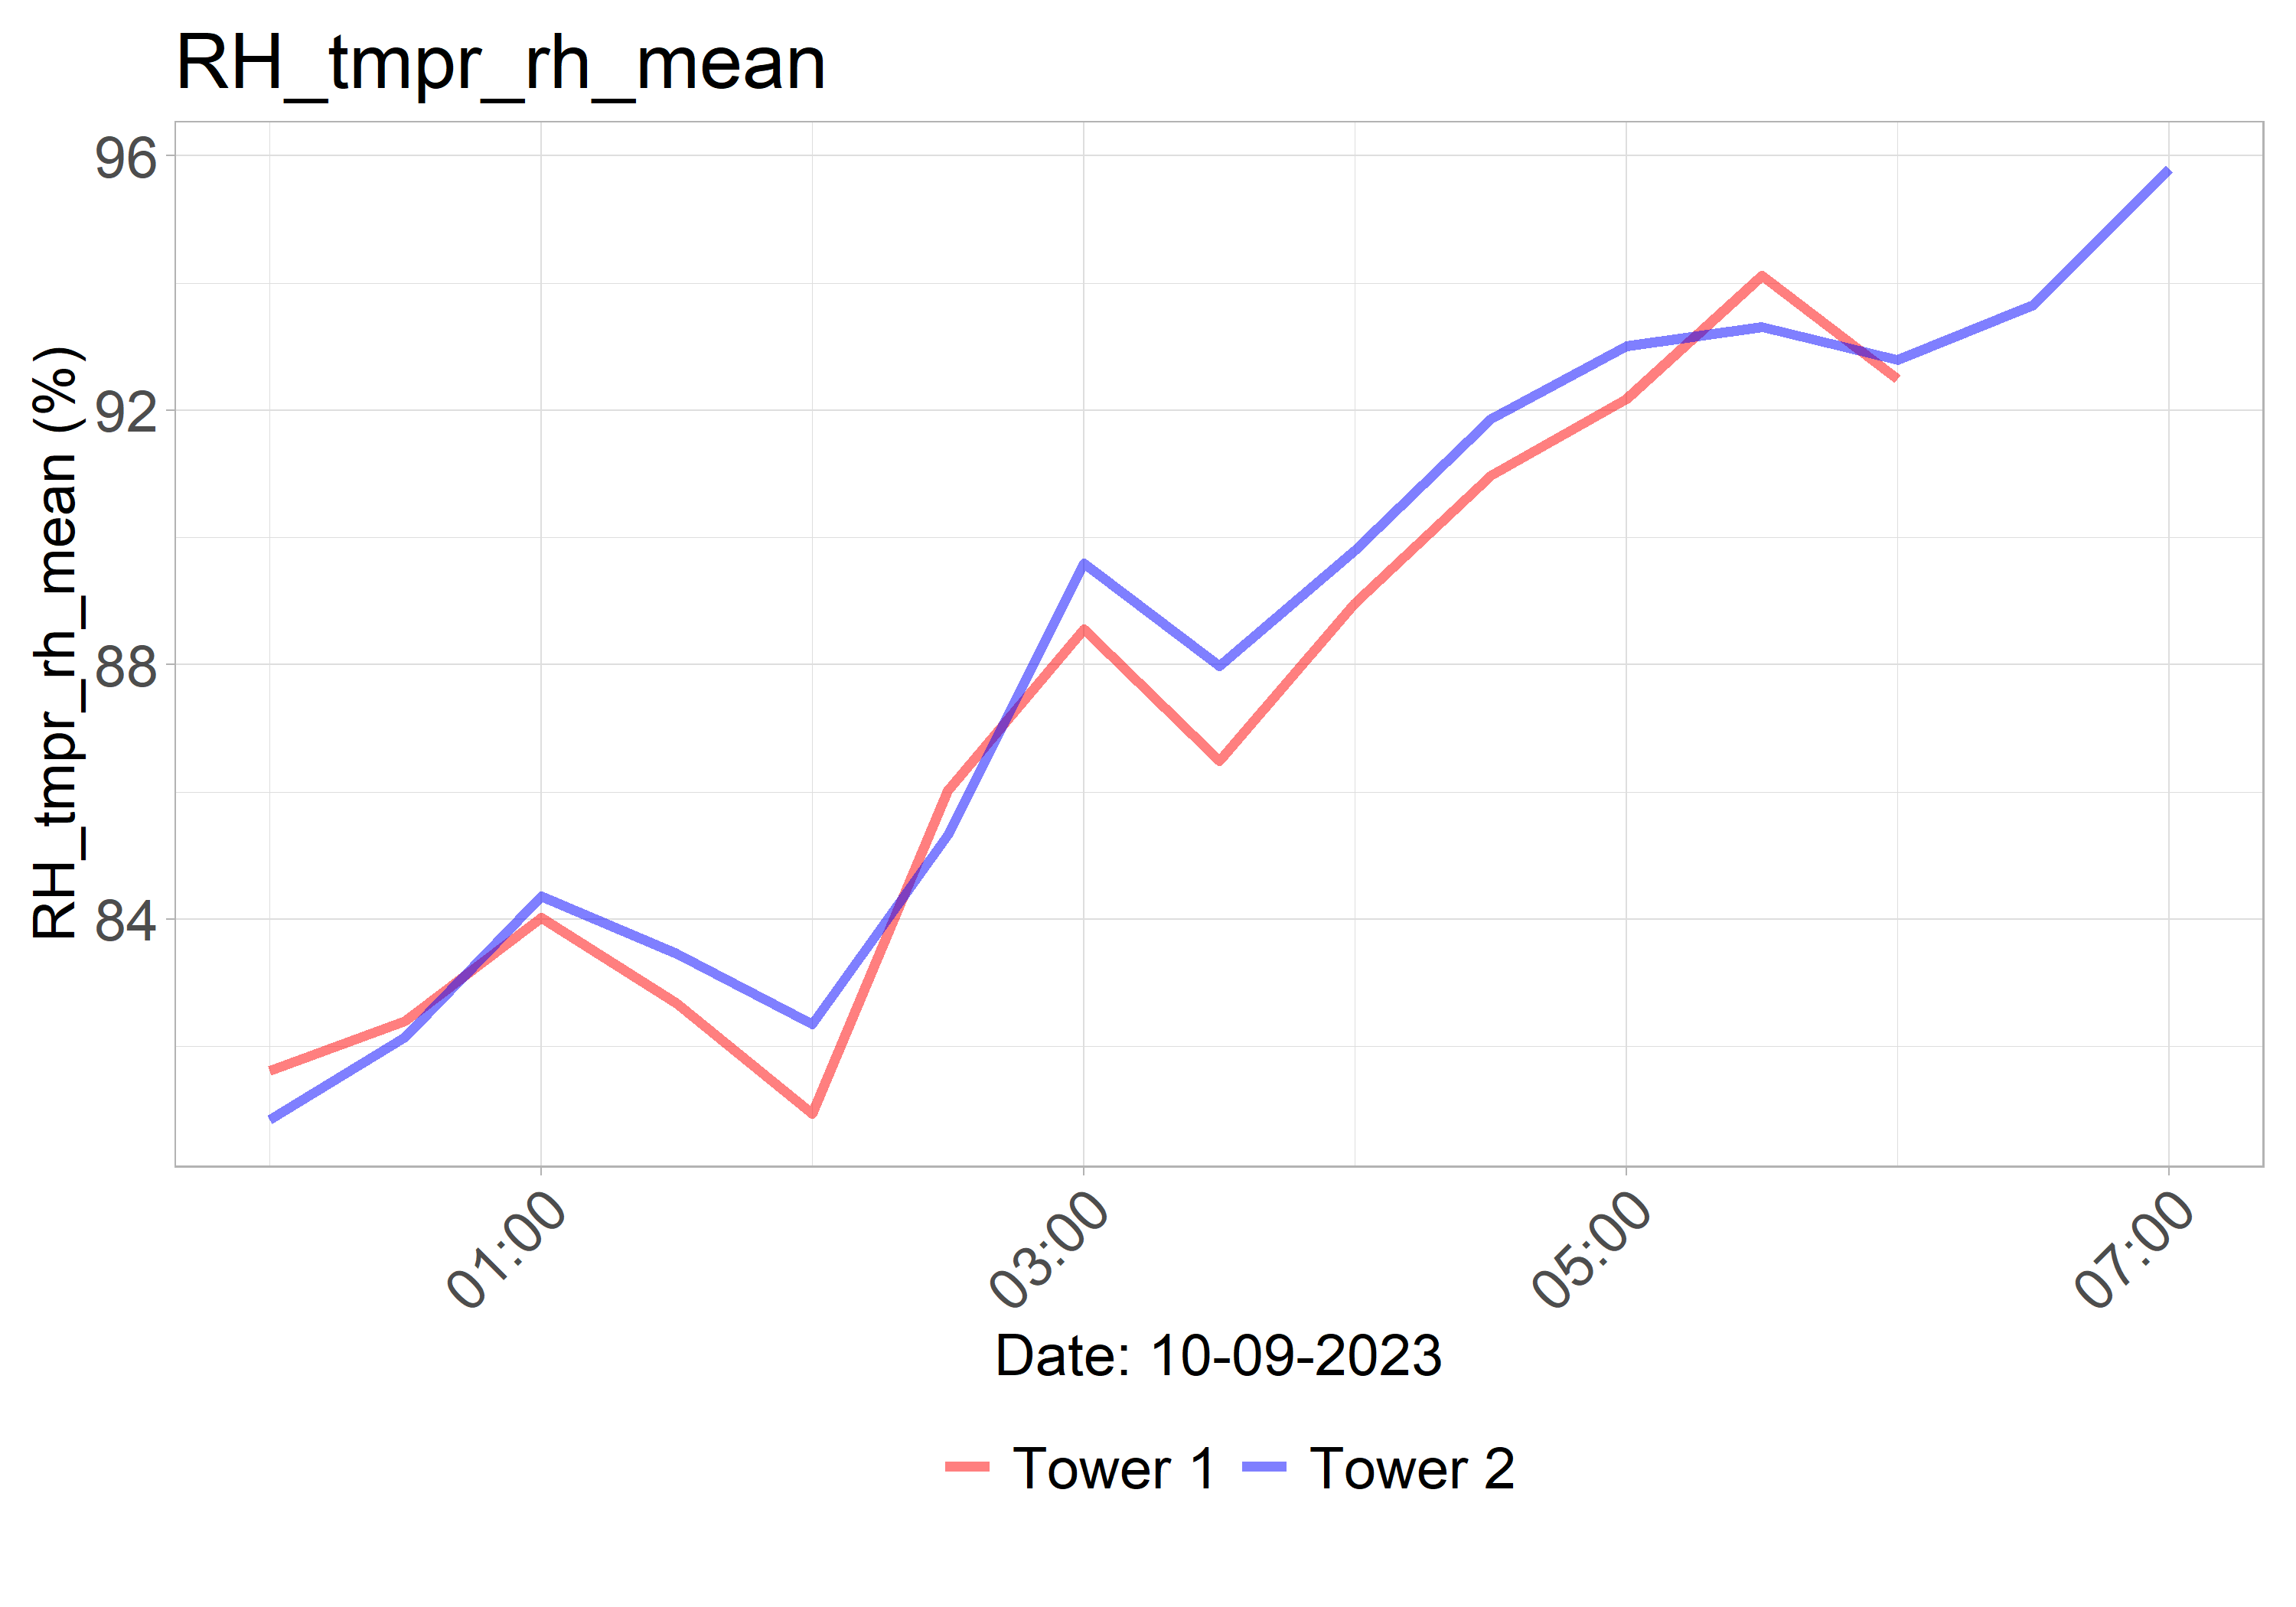 RH_tmpr_rh_mean
RH_tmpr_rh_mean (%)
96
92
88
84
01:00
03:00
05:00
07:00
Date: 10-09-2023
Tower 1
Tower 2